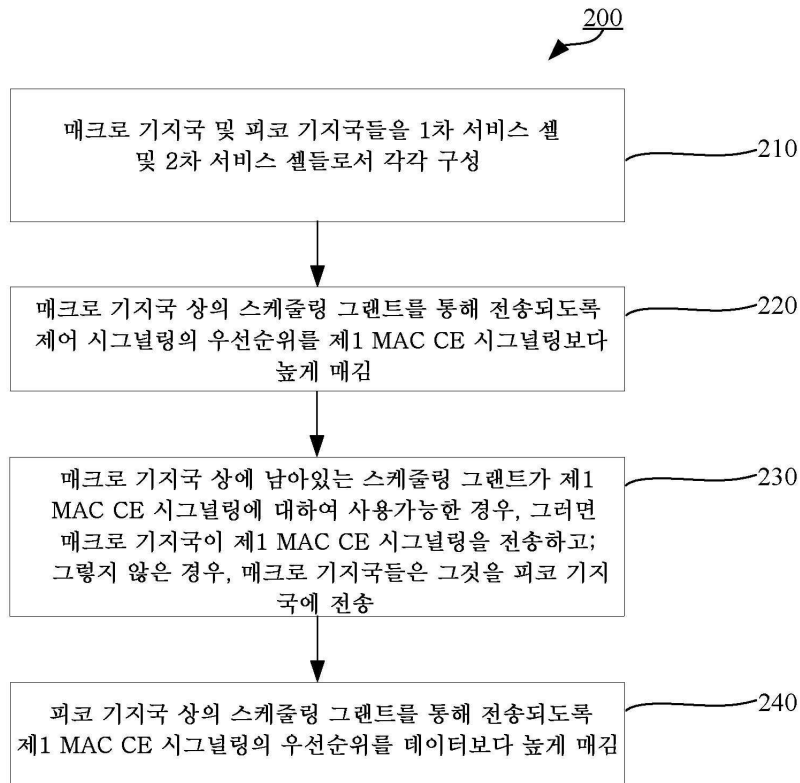 200
매크로 기지국 및 피코 기지국들을 1차 서비스 셀
및 2차 서비스 셀들로서 각각 구성
210
매크로 기지국 상의 스케줄링 그랜트를 통해 전송되도록
제어 시그널링의 우선순위를 제1 MAC CE 시그널링보다
높게 매김
220
매크로 기지국 상에 남아있는 스케줄링 그랜트가 제1
MAC CE 시그널링에 대하여 사용가능한 경우, 그러면
매크로 기지국이 제1 MAC CE 시그널링을 전송하고;
그렇지 않은 경우, 매크로 기지국들은 그것을 피코 기지
국에 전송
230
피코 기지국 상의 스케줄링 그랜트를 통해 전송되도록
제1 MAC CE 시그널링의 우선순위를 데이터보다 높게 매김
240